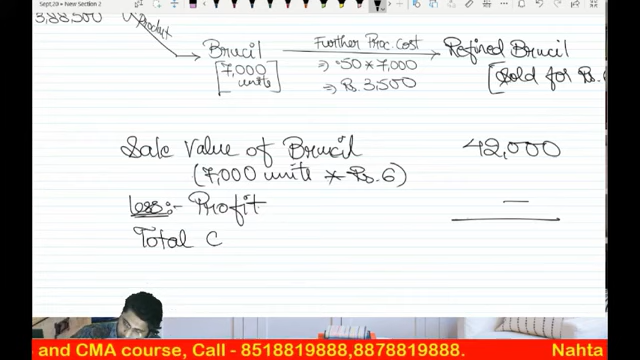 Sept.20 • New Section 2
3,88,500
Product
Brucil
[7,000 units]
Further Proc. Cost
⇒ ·50 * 7,000
⇒ Rs. 3,500
Refined Brucil
[Sold for Rs.
Sale Value of Brucil 42,000
(7,000 units * Rs. 6)
Less:- Profit —
Total C
and CMA course, Call - 8518819888,8878819888. Nahta